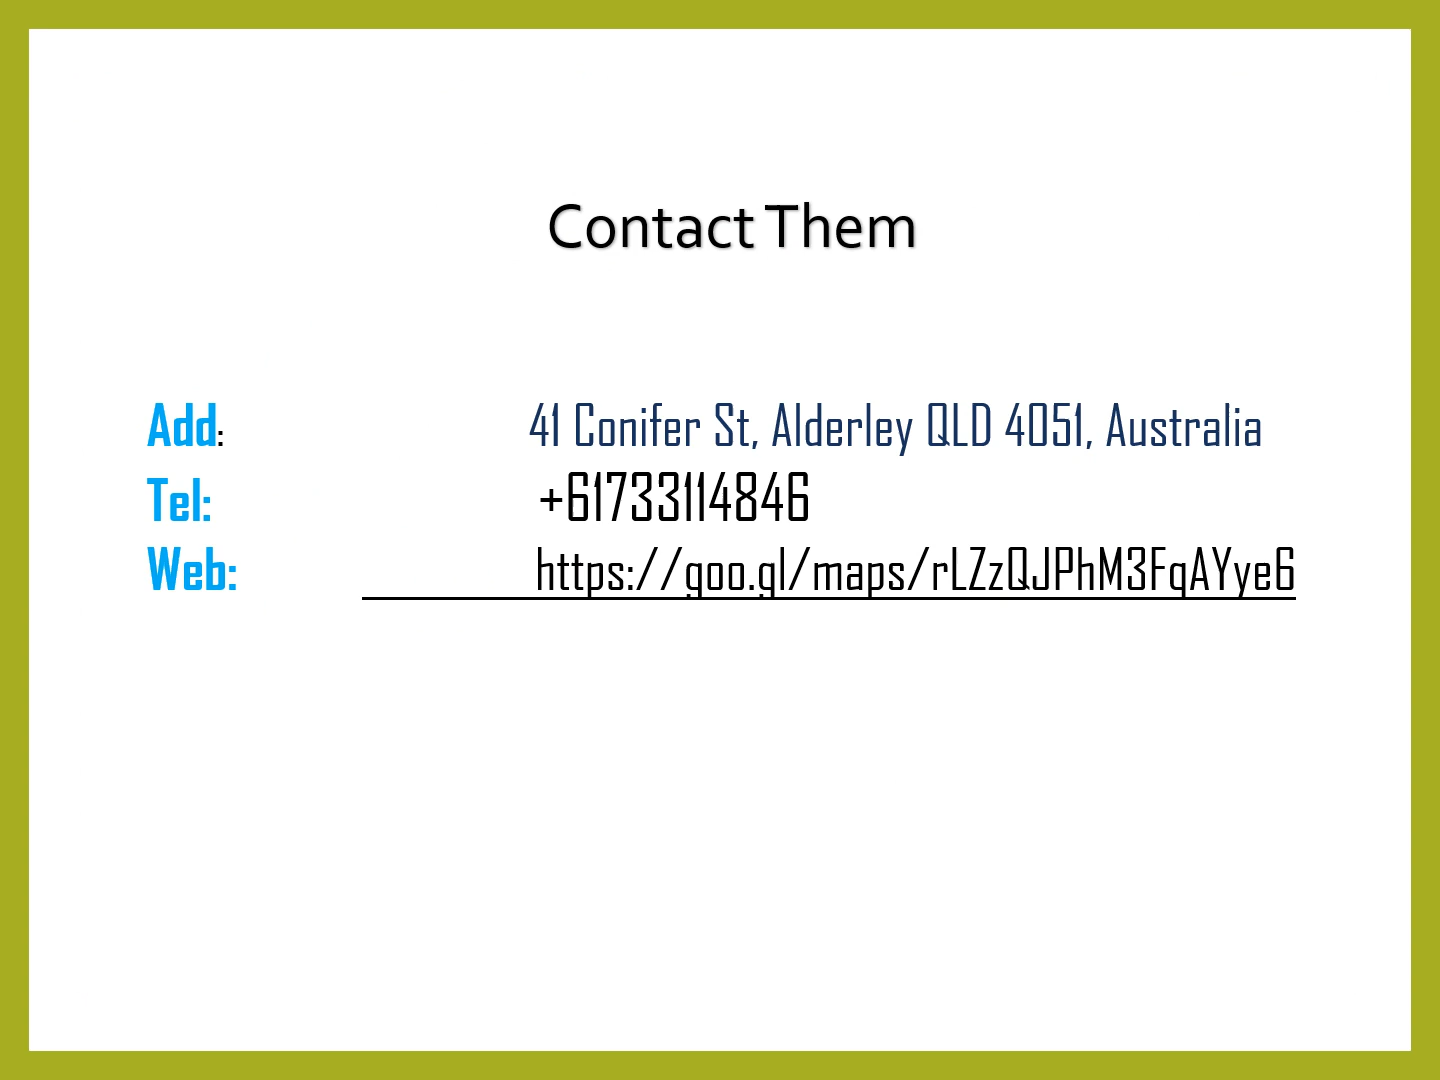 Contact Them
Add: 41 Conifer St, Alderley QLD 4051, Australia
Tel: +61733114846
Web: https://goo.gl/maps/rLZzQJPhM3FqAYye6